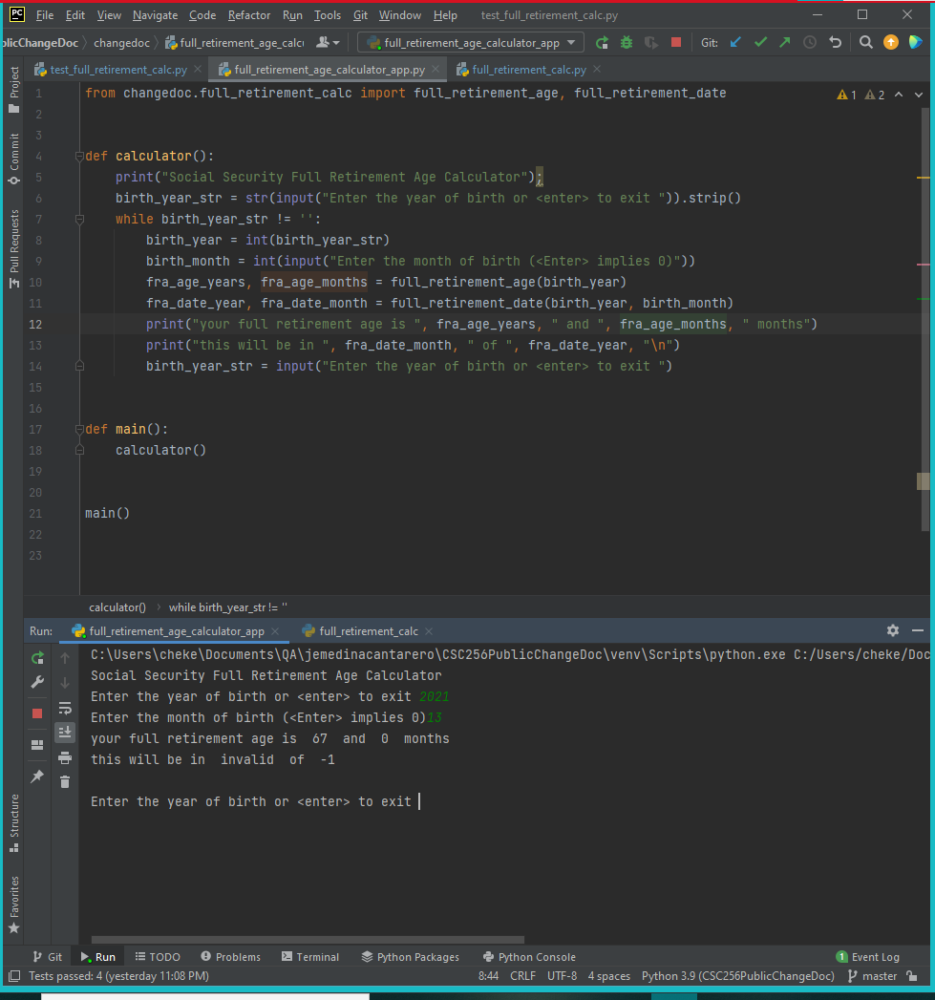 PC File Edit View Navigate Code Refactor Run Tools Git Window Help test_full_retirement_calc.py
blicChangeDoc changedoc full_retirement_age_calcu full_retirement_age_calculator_app Git:
test_full_retirement_calc.py full_retirement_age_calculator_app.py full_retirement_calc.py
Project
Commit
Pull Requests
1 from changedoc.full_retirement_calc import full_retirement_age, full_retirement_date 1 2
2
3
4 def calculator():
5 print("Social Security Full Retirement Age Calculator");
6 birth_year_str = str(input("Enter the year of birth or <enter> to exit ")).strip()
7 while birth_year_str != '':
8 birth_year = int(birth_year_str)
9 birth_month = int(input("Enter the month of birth (<Enter> implies 0)"))
10 fra_age_years, fra_age_months = full_retirement_age(birth_year)
11 fra_date_year, fra_date_month = full_retirement_date(birth_year, birth_month)
12 print("your full retirement age is ", fra_age_years, " and ", fra_age_months, " months")
13 print("this will be in ", fra_date_month, " of ", fra_date_year, "\n")
14 birth_year_str = input("Enter the year of birth or <enter> to exit ")
15
16
17 def main():
18 calculator()
19
20
21 main()
22
23
calculator() while birth_year_str != ''
Run: full_retirement_age_calculator_app full_retirement_calc
C:\Users\cheke\Documents\QA\jemedinacantarero\CSC256PublicChangeDoc\venv\Scripts\python.exe C:/Users/cheke/Doc
Social Security Full Retirement Age Calculator
Enter the year of birth or <enter> to exit 2021
Enter the month of birth (<Enter> implies 0)13
your full retirement age is  67  and  0  months
this will be in  invalid  of  -1
Enter the year of birth or <enter> to exit
Structure
Favorites
Git Run TODO Problems Terminal Python Packages Python Console 1 Event Log
Tests passed: 4 (yesterday 11:08 PM) 8:44 CRLF UTF-8 4 spaces Python 3.9 (CSC256PublicChangeDoc) master